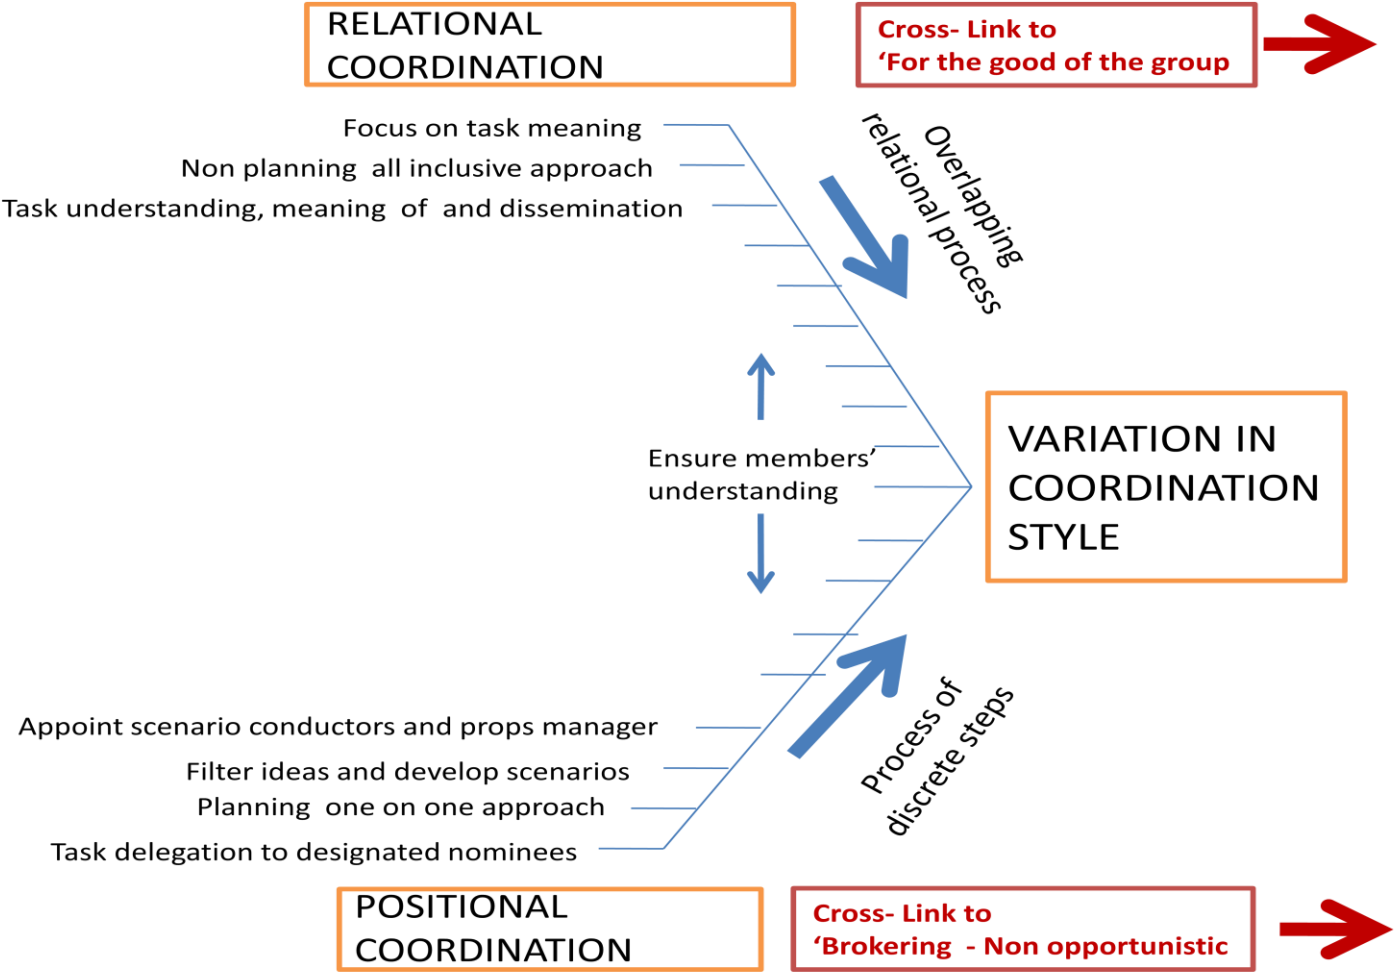 RELATIONAL
COORDINATION
Cross- Link to
‘For the good of the group
Focus on task meaning
Non planning all inclusive approach
Task understanding, meaning of and dissemination
Overlapping
relational process
Ensure members’
understanding
VARIATION IN
COORDINATION
STYLE
Appoint scenario conductors and props manager
Filter ideas and develop scenarios
Planning one on one approach
Task delegation to designated nominees
Process of
discrete steps
POSITIONAL
COORDINATION
Cross- Link to
‘Brokering - Non opportunistic